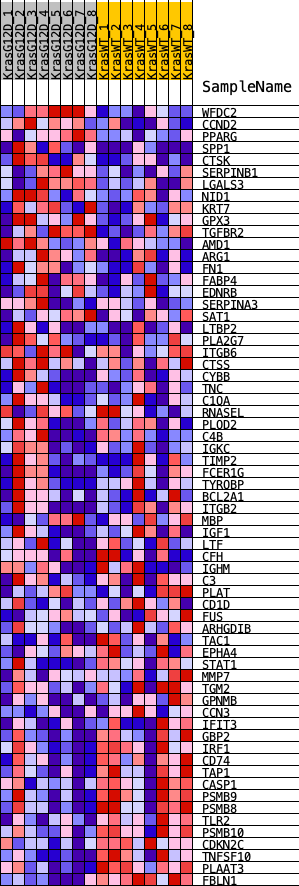 KrasG12D_1
KrasG12D_2
KrasG12D_3
KrasG12D_4
KrasG12D_5
KrasG12D_6
KrasG12D_7
KrasG12D_8
KrasWT_1
KrasWT_2
KrasWT_3
KrasWT_4
KrasWT_5
KrasWT_6
KrasWT_7
KrasWT_8
SampleName
WFDC2
CCND2
PPARG
SPP1
CTSK
SERPINB1
LGALS3
NID1
KRT7
GPX3
TGFBR2
AMD1
ARG1
FN1
FABP4
EDNRB
SERPINA3
SAT1
LTBP2
PLA2G7
ITGB6
CTSS
CYBB
TNC
C1QA
RNASEL
PLOD2
C4B
IGKC
TIMP2
FCER1G
TYROBP
BCL2A1
ITGB2
MBP
IGF1
LTF
CFH
IGHM
C3
PLAT
CD1D
FUS
ARHGDIB
TAC1
EPHA4
STAT1
MMP7
TGM2
GPNMB
CCN3
IFIT3
GBP2
IRF1
CD74
TAP1
CASP1
PSMB9
PSMB8
TLR2
PSMB10
CDKN2C
TNFSF10
PLAAT3
FBLN1